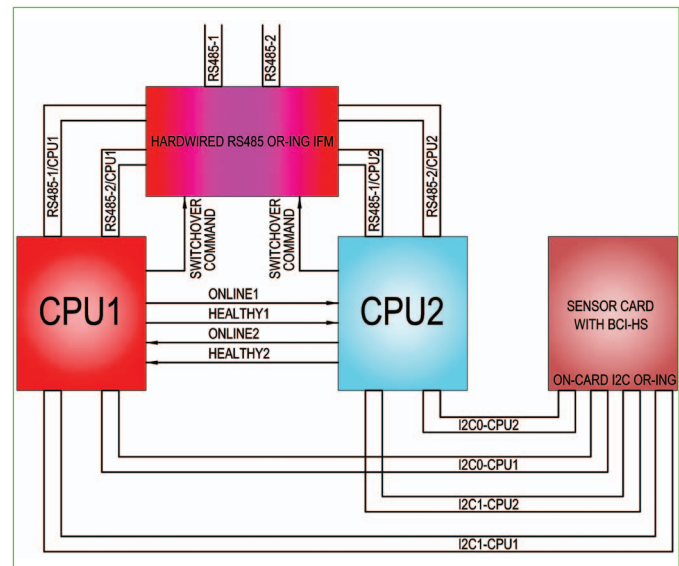 RS485-1
RS485-2
HARDWIRED RS485 OR-ING IFM
RS485-1/CPU1
RS485-2/CPU1
RS485-1/CPU2
RS485-2/CPU2
SWITCHOVER
COMMAND
SWITCHOVER
COMMAND
CPU1
ONLINE1
HEALTHY1
ONLINE2
HEALTHY2
CPU2
SENSOR CARD
WITH BCI-HS
ON-CARD I2C OR-ING
I2C0-CPU2
I2C0-CPU1
I2C1-CPU2
I2C1-CPU1